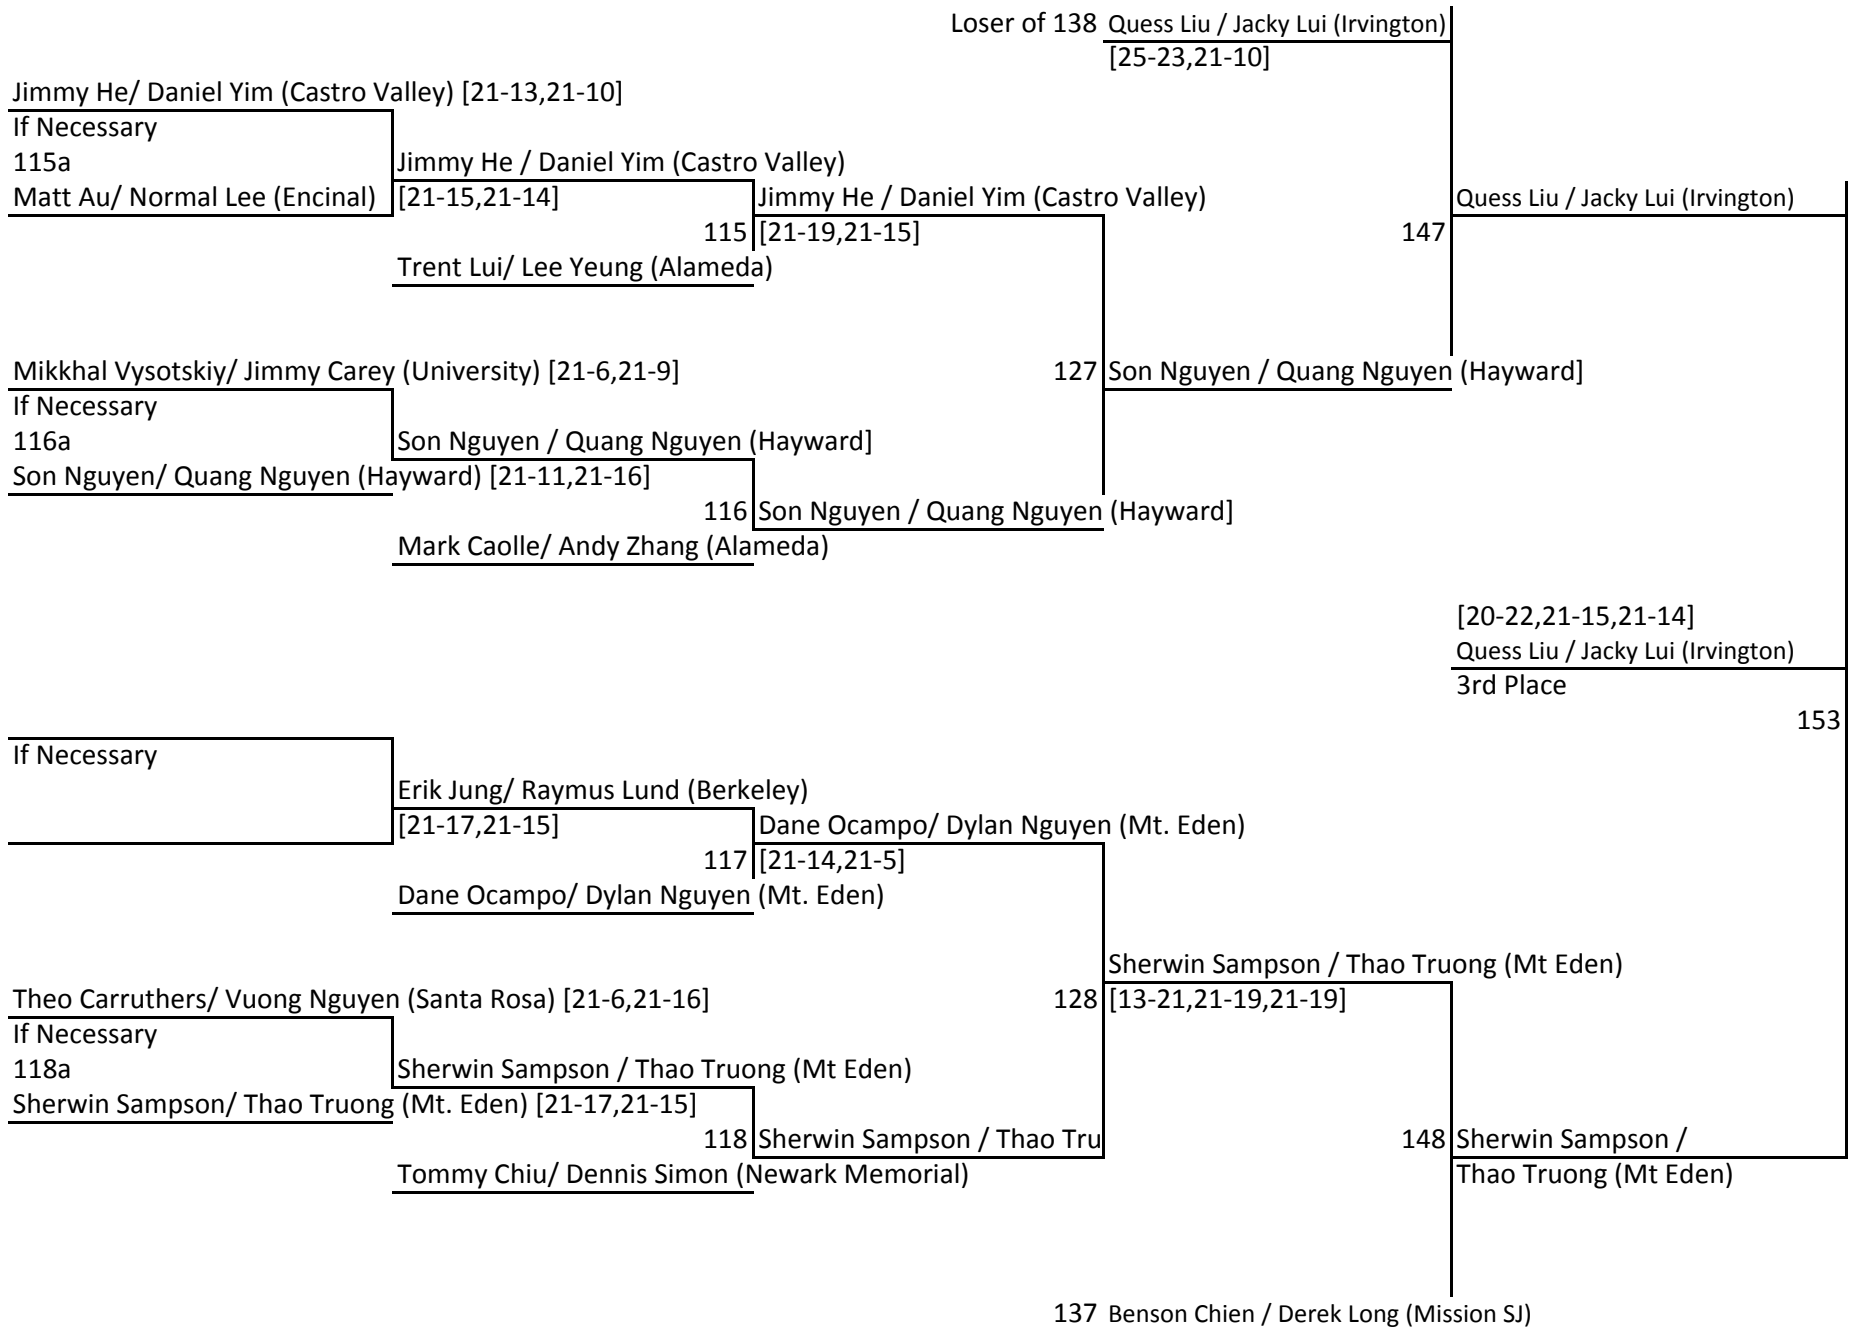 Loser of 138 Quess Liu / Jacky Lui (Irvington)
[25-23,21-10]
Jimmy He/ Daniel Yim (Castro Valley) [21-13,21-10]
If Necessary
115a
Jimmy He / Daniel Yim (Castro Valley)
Matt Au/ Normal Lee (Encinal)
[21-15,21-14]
Jimmy He / Daniel Yim (Castro Valley)
Quess Liu / Jacky Lui (Irvington)
115 [21-19,21-15]
147
Trent Lui/ Lee Yeung (Alameda)
Mikkhal Vysotskiy/ Jimmy Carey (University) [21-6,21-9]
127 Son Nguyen / Quang Nguyen (Hayward]
If Necessary
116a
Son Nguyen / Quang Nguyen (Hayward]
Son Nguyen/ Quang Nguyen (Hayward) [21-11,21-16]
116 Son Nguyen / Quang Nguyen (Hayward]
Mark Caolle/ Andy Zhang (Alameda)
[20-22,21-15,21-14]
Quess Liu / Jacky Lui (Irvington)
3rd Place
153
If Necessary
Erik Jung/ Raymus Lund (Berkeley)
[21-17,21-15]
Dane Ocampo/ Dylan Nguyen (Mt. Eden)
117 [21-14,21-5]
Dane Ocampo/ Dylan Nguyen (Mt. Eden)
Sherwin Sampson / Thao Truong (Mt Eden)
Theo Carruthers/ Vuong Nguyen (Santa Rosa) [21-6,21-16]
128 [13-21,21-19,21-19]
If Necessary
118a
Sherwin Sampson / Thao Truong (Mt Eden)
Sherwin Sampson/ Thao Truong (Mt. Eden) [21-17,21-15]
118 Sherwin Sampson / Thao Tru
148 Sherwin Sampson /
Tommy Chiu/ Dennis Simon (Newark Memorial)
Thao Truong (Mt Eden)
137 Benson Chien / Derek Long (Mission SJ)